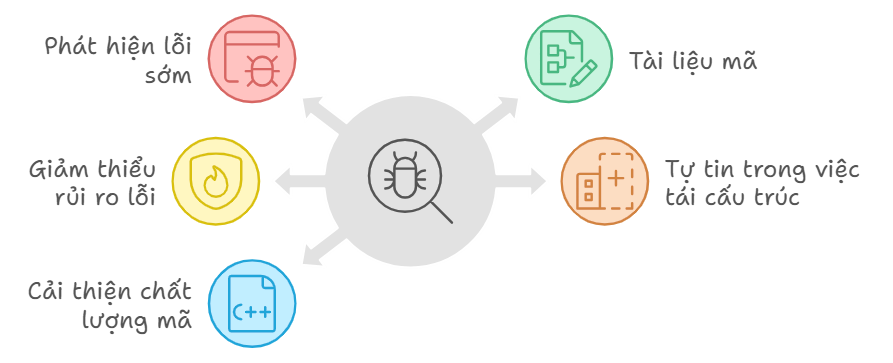 Phát hiện lỗi
sớm
Giảm thiểu
rủi ro lỗi
Cải thiện chất
lượng mã
C++
Tài liệu mã
Tự tin trong việc
tái cấu trúc